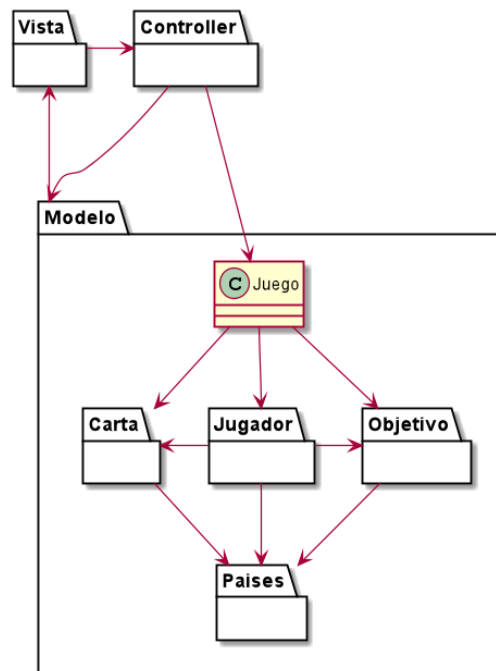 Vista
Controller
Modelo
C Juego
Carta
Jugador
Objetivo
Paises